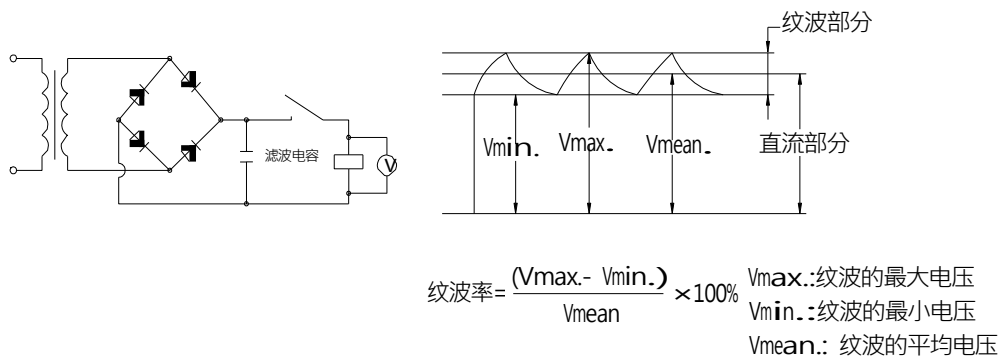 纹波部分
滤波电容
V
Vmin.
Vmax.
Vmean.
直流部分
纹波率= (Vmax.- Vmin.) / Vmean ×100%
Vmax.:纹波的最大电压
Vmin.:纹波的最小电压
Vmean.: 纹波的平均电压